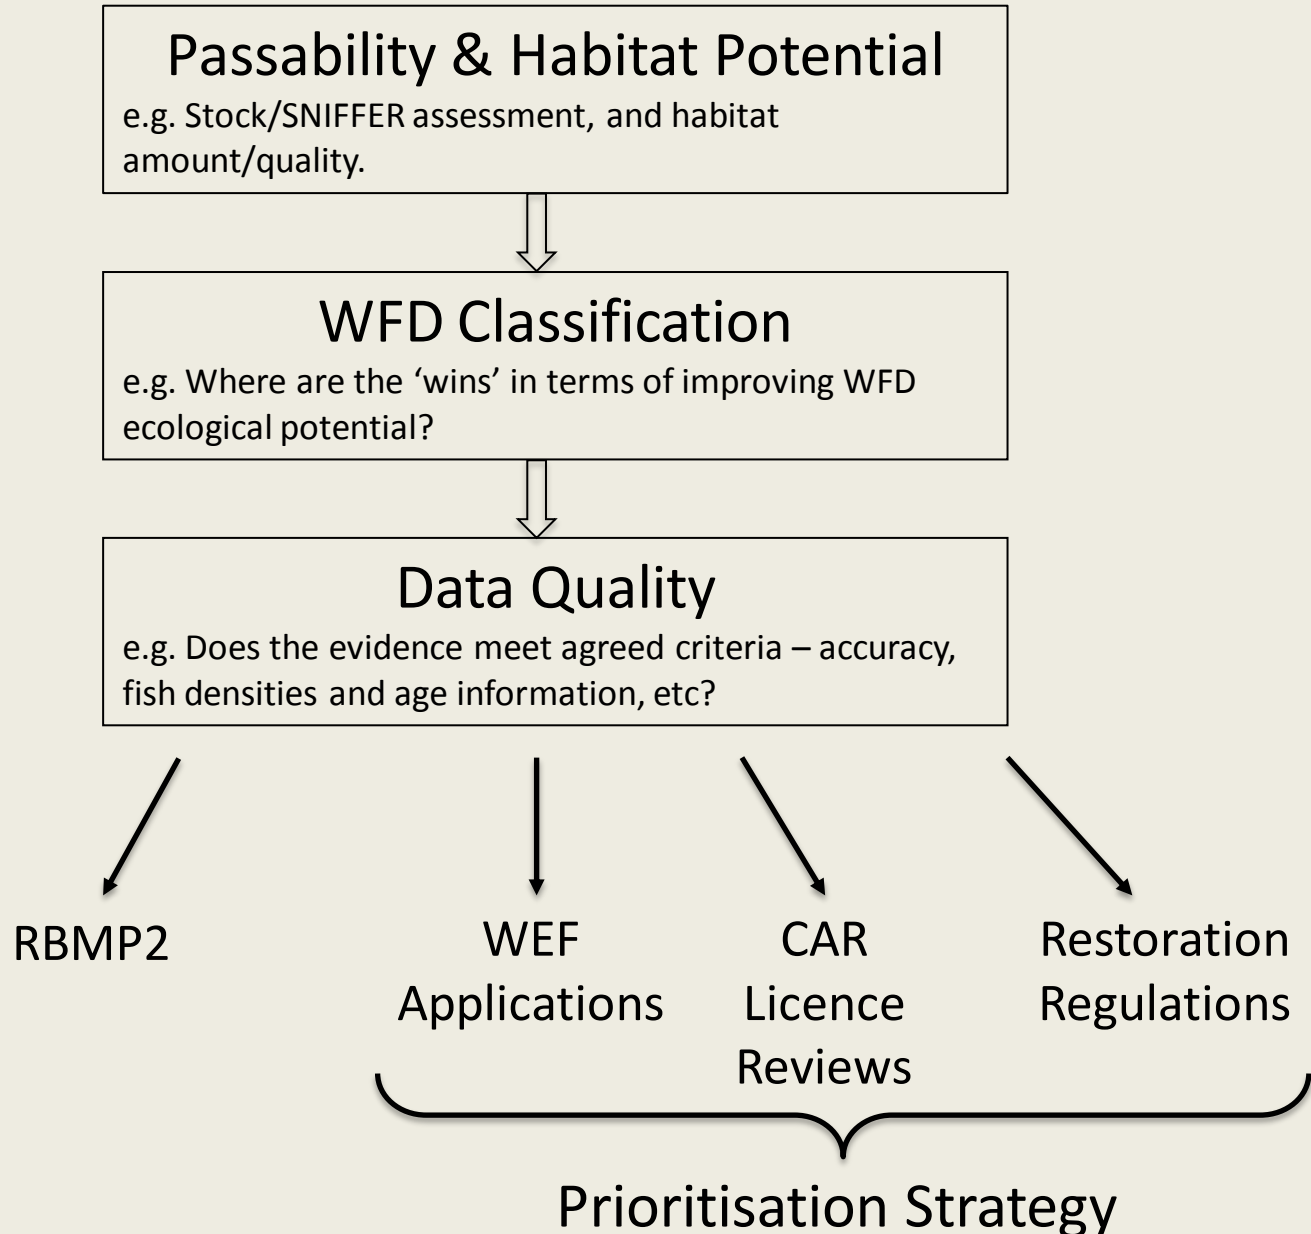 Passability & Habitat Potential
e.g. Stock/SNIFFER assessment, and habitat
amount/quality.
WFD Classification
e.g. Where are the ‘wins’ in terms of improving WFD
ecological potential?
Data Quality
e.g. Does the evidence meet agreed criteria – accuracy,
fish densities and age information, etc?
RBMP2
WEF
Applications
CAR
Licence
Reviews
Restoration
Regulations
Prioritisation Strategy